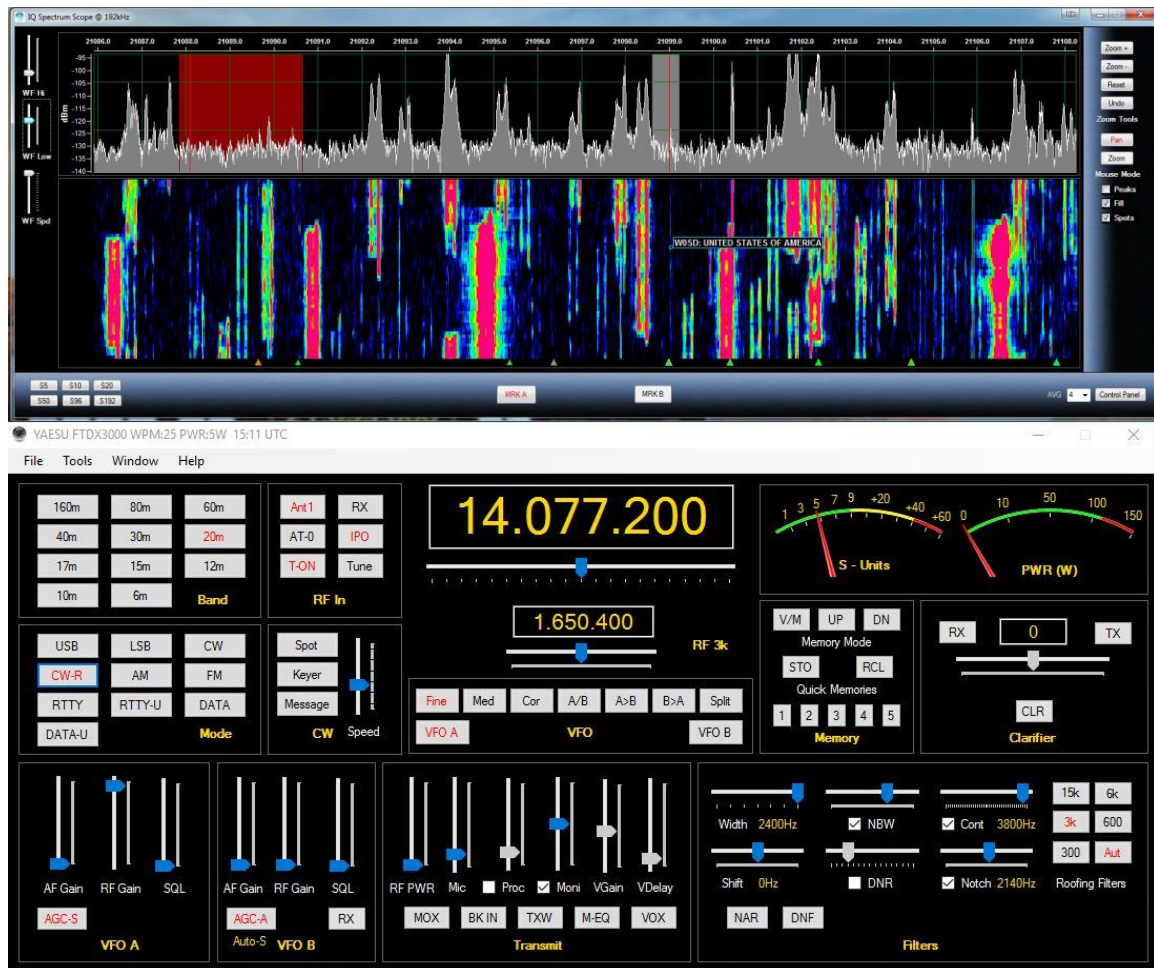 IQ Spectrum Scope @ 192kHz
21086.0 21087.0 21088.0 21089.0 21090.0 21091.0 21092.0 21093.0 21094.0 21095.0 21096.0 21097.0 21098.0 21099.0 21100.0 21101.0 21102.0 21103.0 21104.0 21105.0 21106.0 21107.0 21108.0
-95
-100
-105
-110
-115
-120
-125
-130
-135
-140
dBm
WF Hi
WF Low
WF Spd
Zoom +
Zoom -
Reset
Undo
Zoom Tools
Pan
Zoom
Mouse Mode
Peaks
Fill
Spots
W0SD: UNITED STATES OF AMERICA
S5 S10 S20
S50 S96 S192
MRK A
MRK B
AVG 4 Control Panel
YAESU FTDX3000 WPM:25 PWR:5W 15:11 UTC
File Tools Window Help
160m 80m 60m
40m 30m 20m
17m 15m 12m
10m 6m Band
Ant1 RX
AT-0 IPO
T-ON Tune
RF In
14.077.200
1.650.400
RF 3k
1 3 5 7 9 +20 +40 +60
S - Units
0 10 50 100 150
PWR (W)
USB LSB CW
CW-R AM FM
RTTY RTTY-U DATA
DATA-U Mode
Spot
Keyer
Message
CW Speed
Fine Med Cor A/B A>B B>A Split
VFO A VFO VFO B
V/M UP DN
Memory Mode
STO RCL
Quick Memories
1 2 3 4 5
Memory
RX 0 TX
CLR
Clarifier
AF Gain RF Gain SQL
AGC-S
VFO A
AF Gain RF Gain SQL
AGC-A RX
Auto-S VFO B
RF PWR Mic Proc Moni VGain VDelay
MOX BK IN TXW M-EQ VOX
Transmit
Width 2400Hz NBW Cont 3800Hz
Shift 0Hz DNR Notch 2140Hz
15k 6k
3k 600
300 Aut
Roofing Filters
NAR DNF
Filters